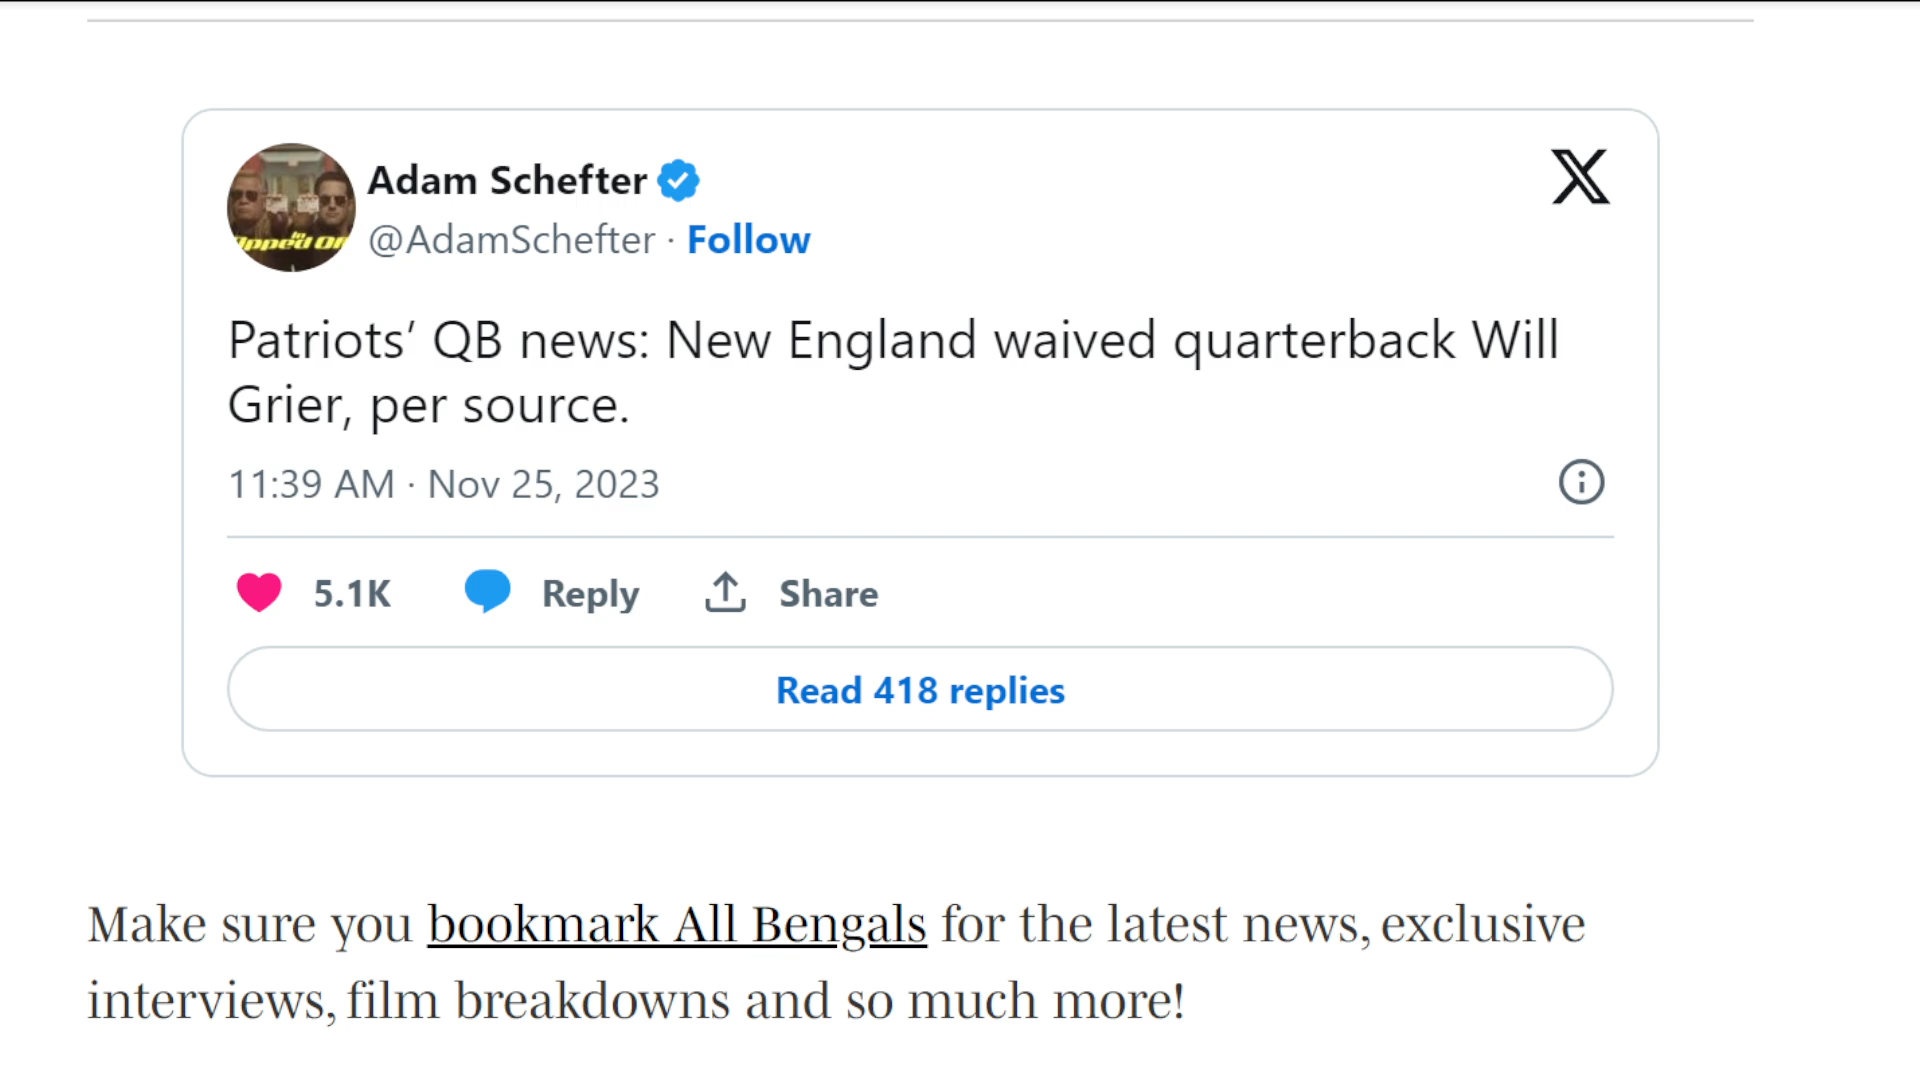 Adam Schefter
@AdamSchefter · Follow
Patriots’ QB news: New England waived quarterback Will
Grier, per source.
11:39 AM · Nov 25, 2023
5.1K Reply Share
Read 418 replies
Make sure you bookmark All Bengals for the latest news, exclusive
interviews, film breakdowns and so much more!